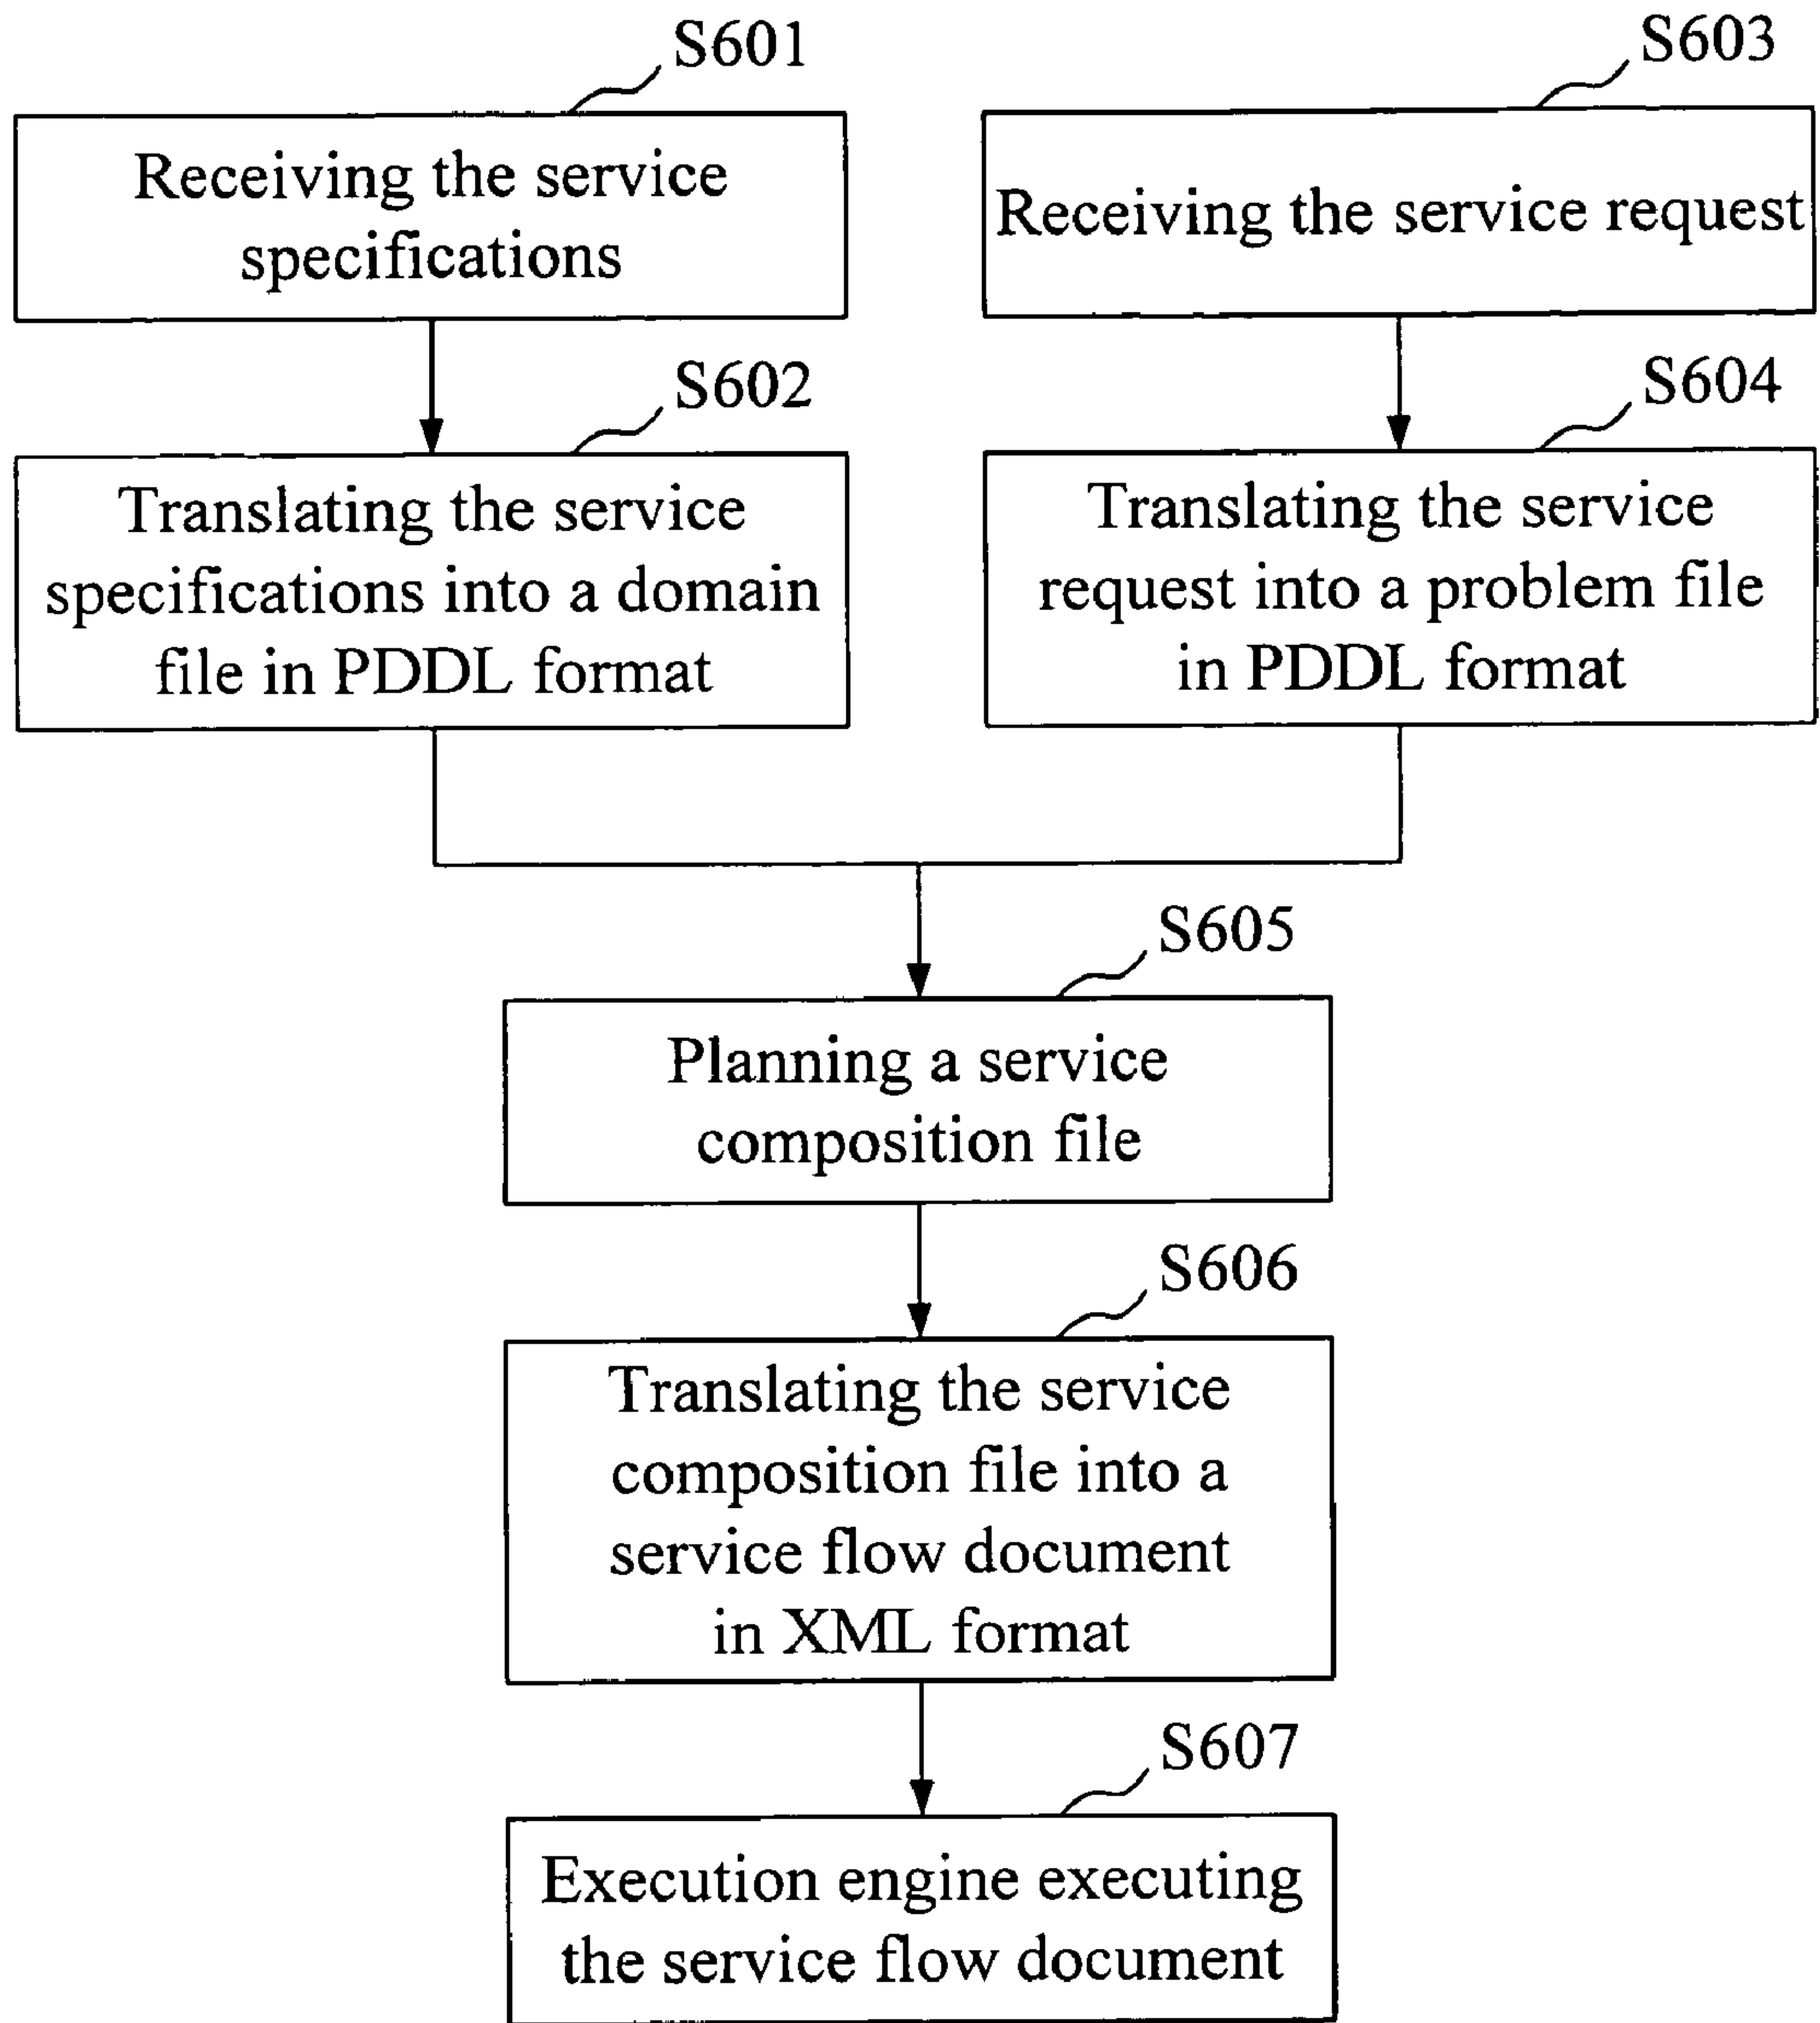 S601
Receiving the service
specifications
S603
Receiving the service request
S602
Translating the service
specifications into a domain
file in PDDL format
S604
Translating the service
request into a problem file
in PDDL format
S605
Planning a service
composition file
S606
Translating the service
composition file into a
service flow document
in XML format
S607
Execution engine executing
the service flow document